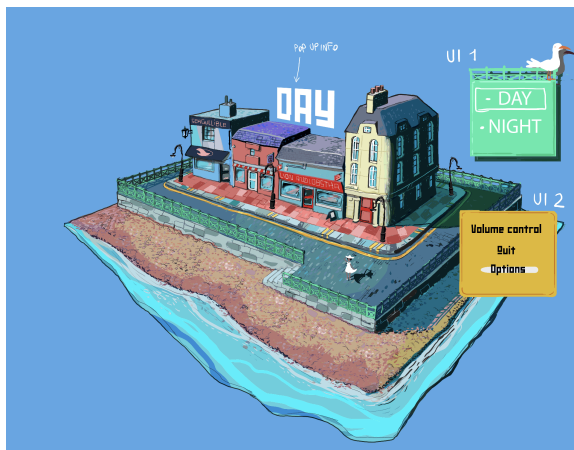 POP UP INFO
DAY
UI 1
- DAY
• NIGHT
UI 2
Volume control
Quit
Options